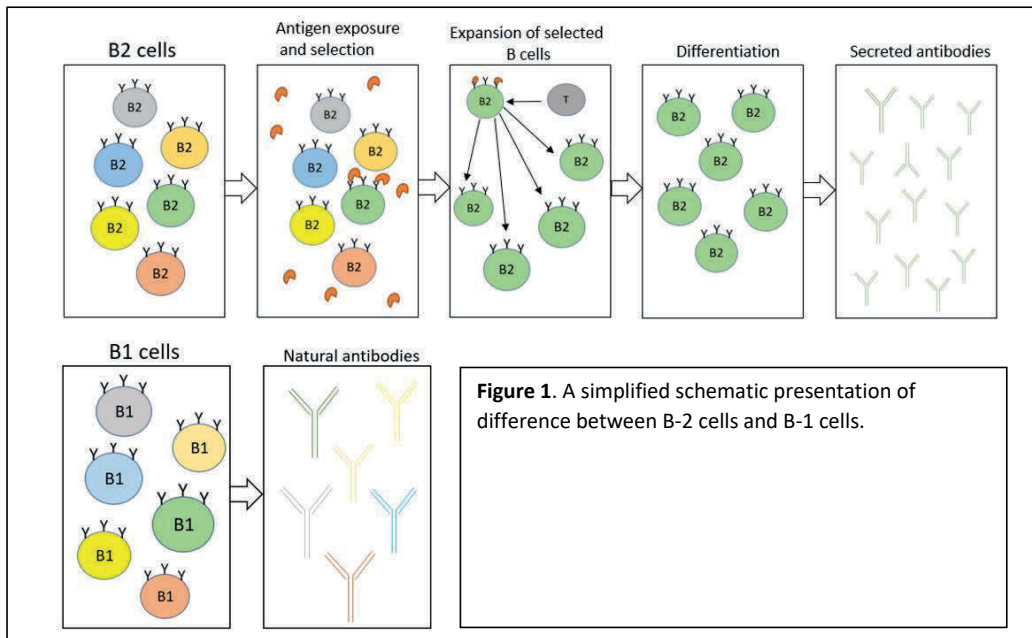 B2 cells
Antigen exposure
and selection
Expansion of selected
B cells
Differentiation
Secreted antibodies
B2
B2
B2
B2
B2
B2
B2
B2
B2
B2
B2
B2
B2
T
B2
B2
B2
B2
B2
B2
B2
B2
B2
B2
B1 cells
Natural antibodies
B1
B1
B1
B1
B1
B1
Figure 1. A simplified schematic presentation of
difference between B-2 cells and B-1 cells.